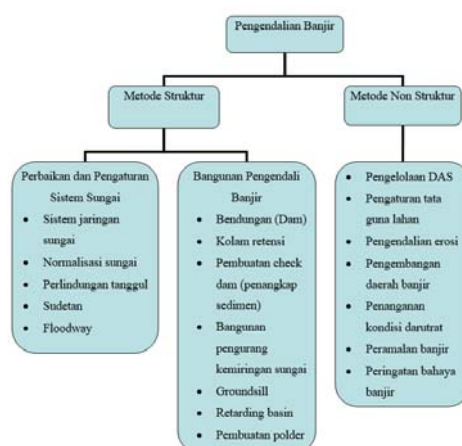 Pengendalian Banjir
Metode Struktur
Metode Non Struktur
Perbaikan dan Pengaturan
Sistem Sungai
• Sistem jaringan
sungai
• Normalisasi sungai
• Perlindungan tanggul
• Sudetan
• Floodway
Bangunan Pengendali
Banjir
• Bendungan (Dam)
• Kolam retensi
• Pembuatan check
dam (penangkap
sedimen)
• Bangunan
pengurang
kemiringan sungai
• Groundsill
• Retarding basin
• Pembuatan polder
• Pengelolaan DAS
• Pengaturan tata
guna lahan
• Pengendalian erosi
• Pengembangan
daerah banjir
• Penanganan
kondisi darutrat
• Peramalan banjir
• Peringatan bahaya
banjir